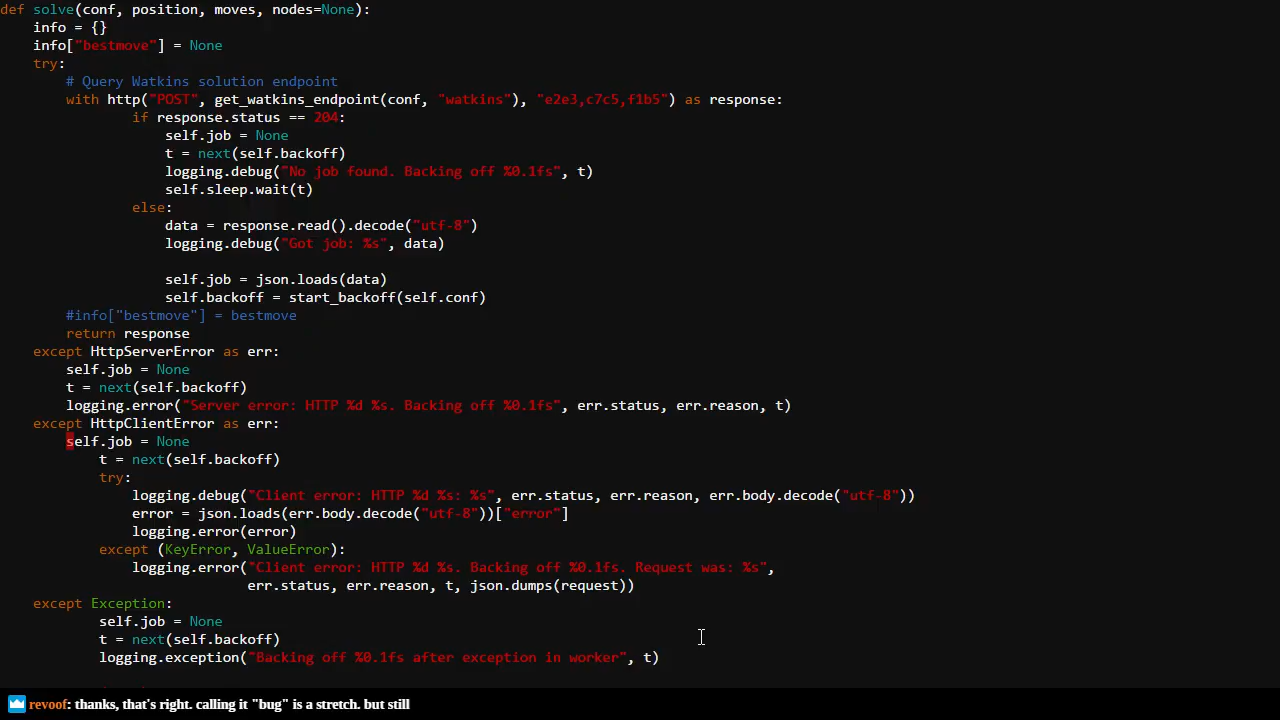 def solve(conf, position, moves, nodes=None):
    info = {}
    info["bestmove"] = None
    try:
        # Query Watkins solution endpoint
        with http("POST", get_watkins_endpoint(conf, "watkins"), "e2e3,c7c5,f1b5") as response:
                if response.status == 204:
                    self.job = None
                    t = next(self.backoff)
                    logging.debug("No job found. Backing off %0.1fs", t)
                    self.sleep.wait(t)
                else:
                    data = response.read().decode("utf-8")
                    logging.debug("Got job: %s", data)

                    self.job = json.loads(data)
                    self.backoff = start_backoff(self.conf)
        #info["bestmove"] = bestmove
        return response
    except HttpServerError as err:
        self.job = None
        t = next(self.backoff)
        logging.error("Server error: HTTP %d %s. Backing off %0.1fs", err.status, err.reason, t)
    except HttpClientError as err:
        self.job = None
            t = next(self.backoff)
            try:
                logging.debug("Client error: HTTP %d %s: %s", err.status, err.reason, err.body.decode("utf-8"))
                error = json.loads(err.body.decode("utf-8"))["error"]
                logging.error(error)
            except (KeyError, ValueError):
                logging.error("Client error: HTTP %d %s. Backing off %0.1fs. Request was: %s",
                              err.status, err.reason, t, json.dumps(request))
    except Exception:
            self.job = None
            t = next(self.backoff)
            logging.exception("Backing off %0.1fs after exception in worker", t)
revoof: thanks, that's right. calling it "bug" is a stretch. but still